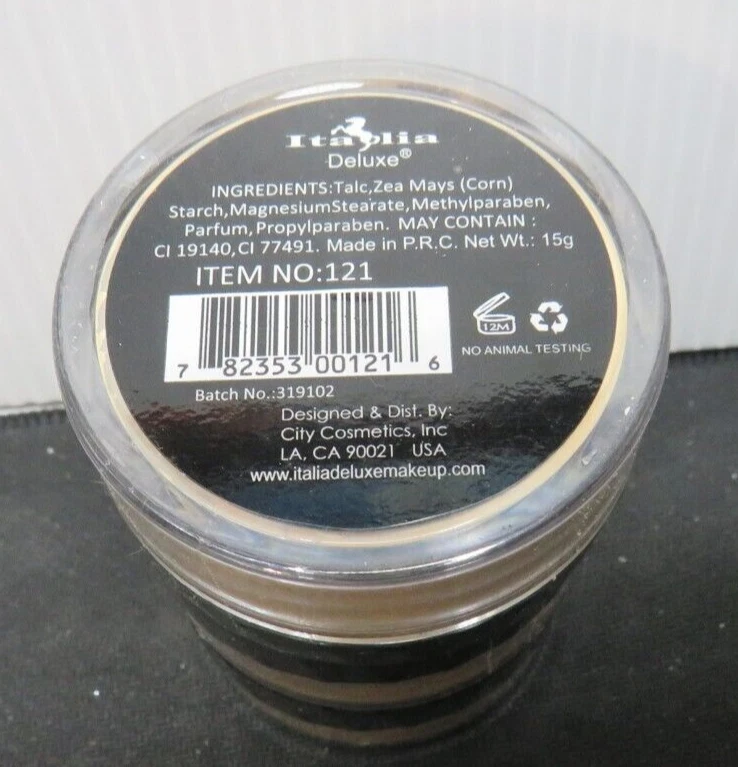 Italia
Deluxe®
INGREDIENTS:Talc,Zea Mays (Corn)
Starch,MagnesiumStearate,Methylparaben,
Parfum,Propylparaben. MAY CONTAIN :
CI 19140,CI 77491. Made in P.R.C. Net Wt.: 15g
ITEM NO:121
7 82353 00121 6
12M
NO ANIMAL TESTING
Batch No.:319102
Designed & Dist. By:
City Cosmetics, Inc
LA, CA 90021 USA
www.italiadeluxemakeup.com